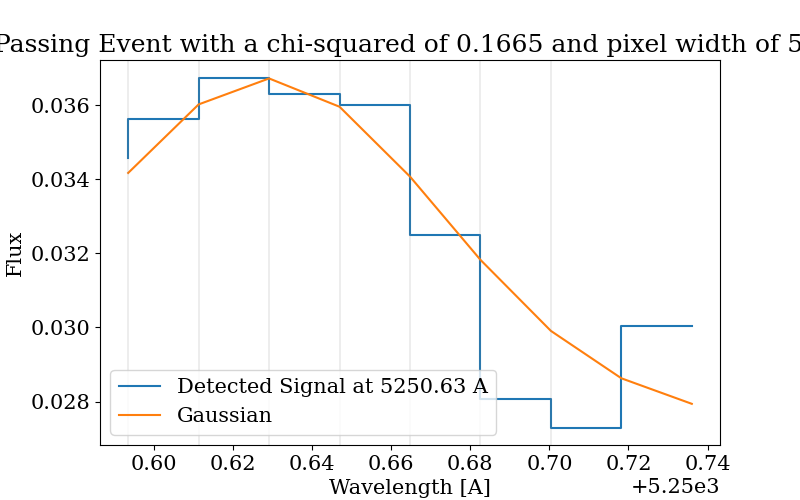 Passing Event with a chi-squared of 0.1665 and pixel width of 5
0.036
0.034
0.032
0.030
0.028
Flux
Detected Signal at 5250.63 A
Gaussian
0.60 0.62 0.64 0.66 0.68 0.70 0.72 0.74
+5.25e3
Wavelength [A]